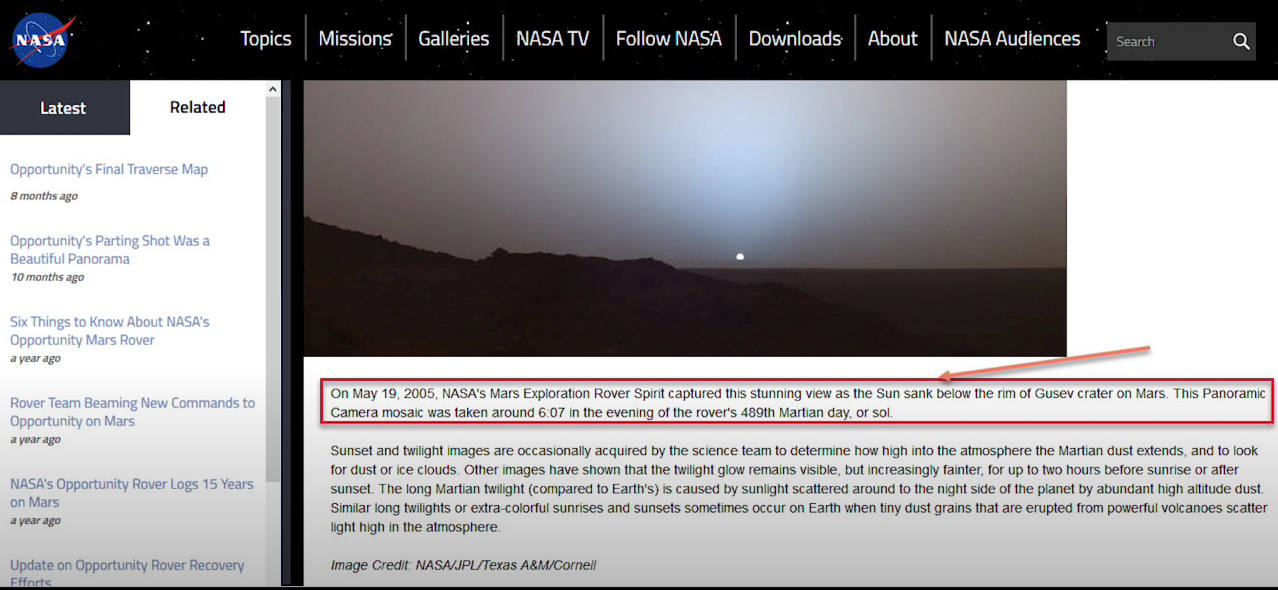 NASA
Topics
Missions
Galleries
NASA TV
Follow NASA
Downloads
About
NASA Audiences
Search
Latest
Related
Opportunity's Final Traverse Map
8 months ago
Opportunity's Parting Shot Was a
Beautiful Panorama
10 months ago
Six Things to Know About NASA's
Opportunity Mars Rover
a year ago
Rover Team Beaming New Commands to
Opportunity on Mars
a year ago
NASA's Opportunity Rover Logs 15 Years
on Mars
a year ago
Update on Opportunity Rover Recovery
Efforts
On May 19, 2005, NASA's Mars Exploration Rover Spirit captured this stunning view as the Sun sank below the rim of Gusev crater on Mars. This Panoramic
Camera mosaic was taken around 6:07 in the evening of the rover's 489th Martian day, or sol.
Sunset and twilight images are occasionally acquired by the science team to determine how high into the atmosphere the Martian dust extends, and to look
for dust or ice clouds. Other images have shown that the twilight glow remains visible, but increasingly fainter, for up to two hours before sunrise or after
sunset. The long Martian twilight (compared to Earth's) is caused by sunlight scattered around to the night side of the planet by abundant high altitude dust.
Similar long twilights or extra-colorful sunrises and sunsets sometimes occur on Earth when tiny dust grains that are erupted from powerful volcanoes scatter
light high in the atmosphere.
Image Credit: NASA/JPL/Texas A&M/Cornell